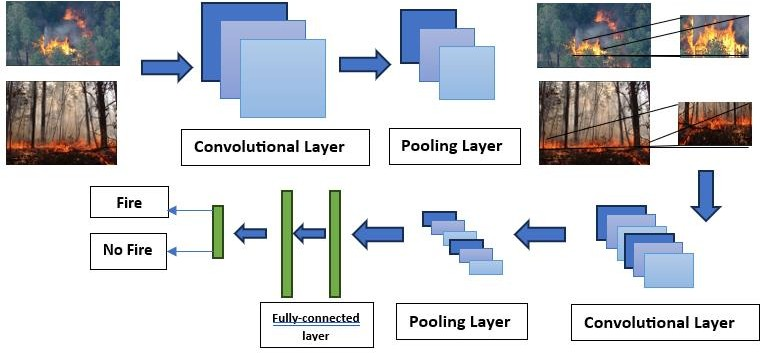 Convolutional Layer
Pooling Layer
Fire
No Fire
Fully-connected
layer
Pooling Layer
Convolutional Layer